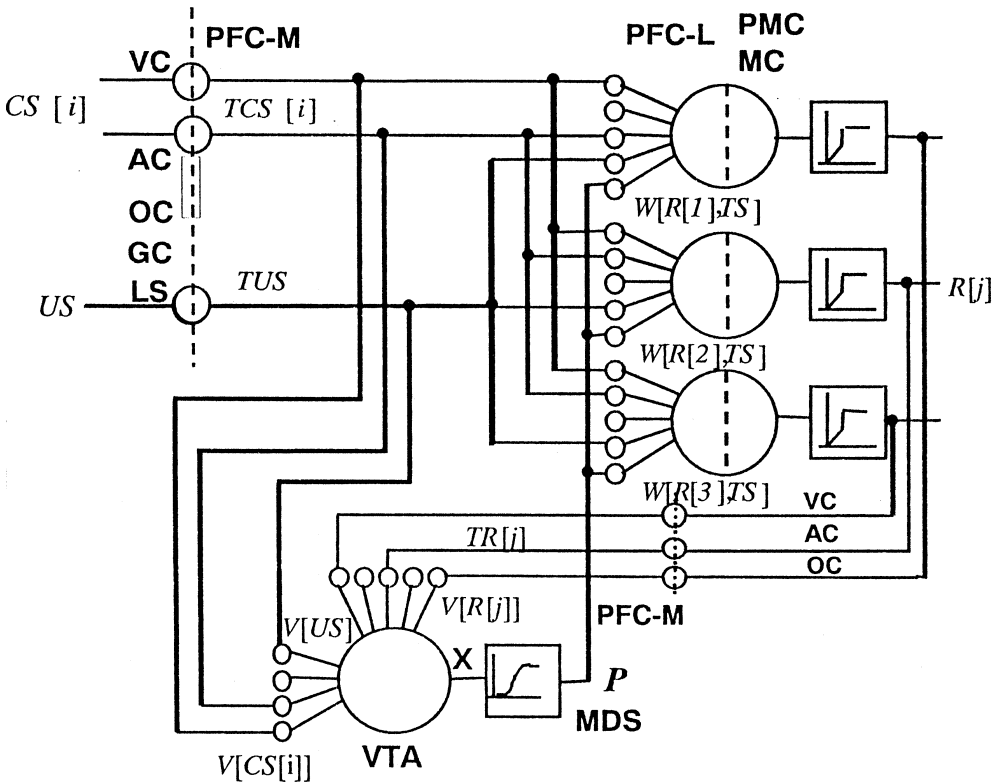 PFC-M
PFC-L
PMC
MC
VC
CS [i]
TCS [i]
AC
OC
GC
LS
US
TUS
W[R[1],TS]
W[R[2],TS]
W[R[3],TS]
R[j]
VC
AC
OC
TR[j]
PFC-M
V[R[j]]
V[US]
X
P
MDS
VTA
V[CS[i]]